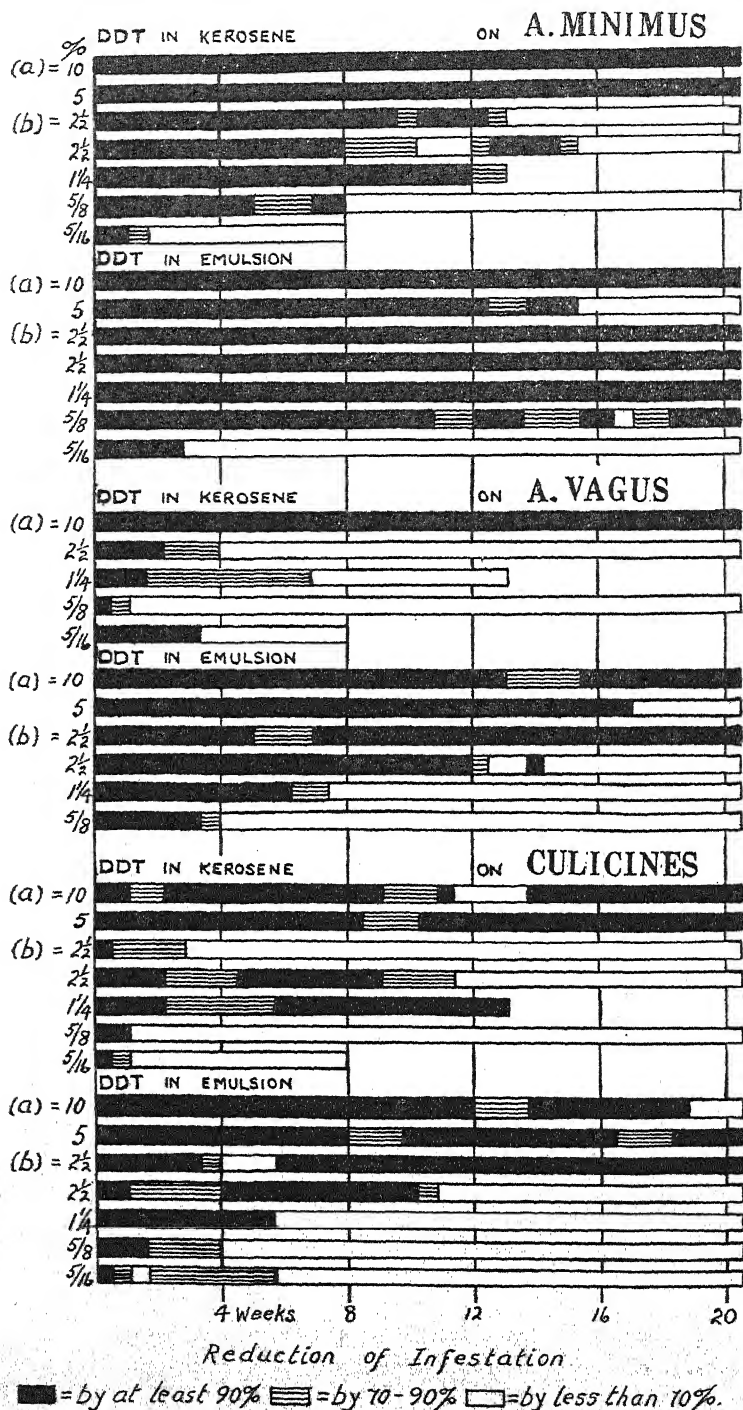 DDT IN KEROSENE ON A. MINIMUS
%
(a) = 10
5
(b) = 2½
2½
1¼
5/8
5/16
DDT IN EMULSION
(a) = 10
5
(b) = 2½
2½
1¼
5/8
5/16
DDT IN KEROSENE ON A. VAGUS
(a) = 10
2½
1¼
5/8
5/16
DDT IN EMULSION
(a) = 10
5
(b) = 2½
2½
1¼
5/8
DDT IN KEROSENE ON CULICINES
(a) = 10
5
(b) = 2½
2½
1¼
5/8
5/16
DDT IN EMULSION
(a) = 10
5
(b) = 2½
2½
1¼
5/8
5/16
4 Weeks 8 12 16 20
Reduction of Infestation
=by at least 90% =by 70-90% =by less than 70%.